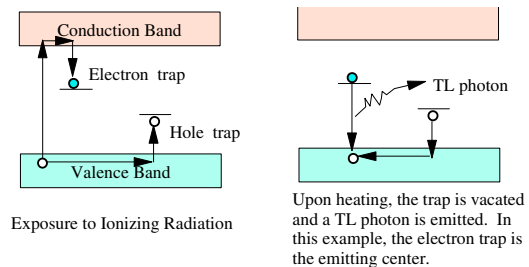 Conduction Band
Electron trap
Hole trap
Valence Band
Exposure to Ionizing Radiation
TL photon
Upon heating, the trap is vacated
and a TL photon is emitted. In
this example, the electron trap is
the emitting center.